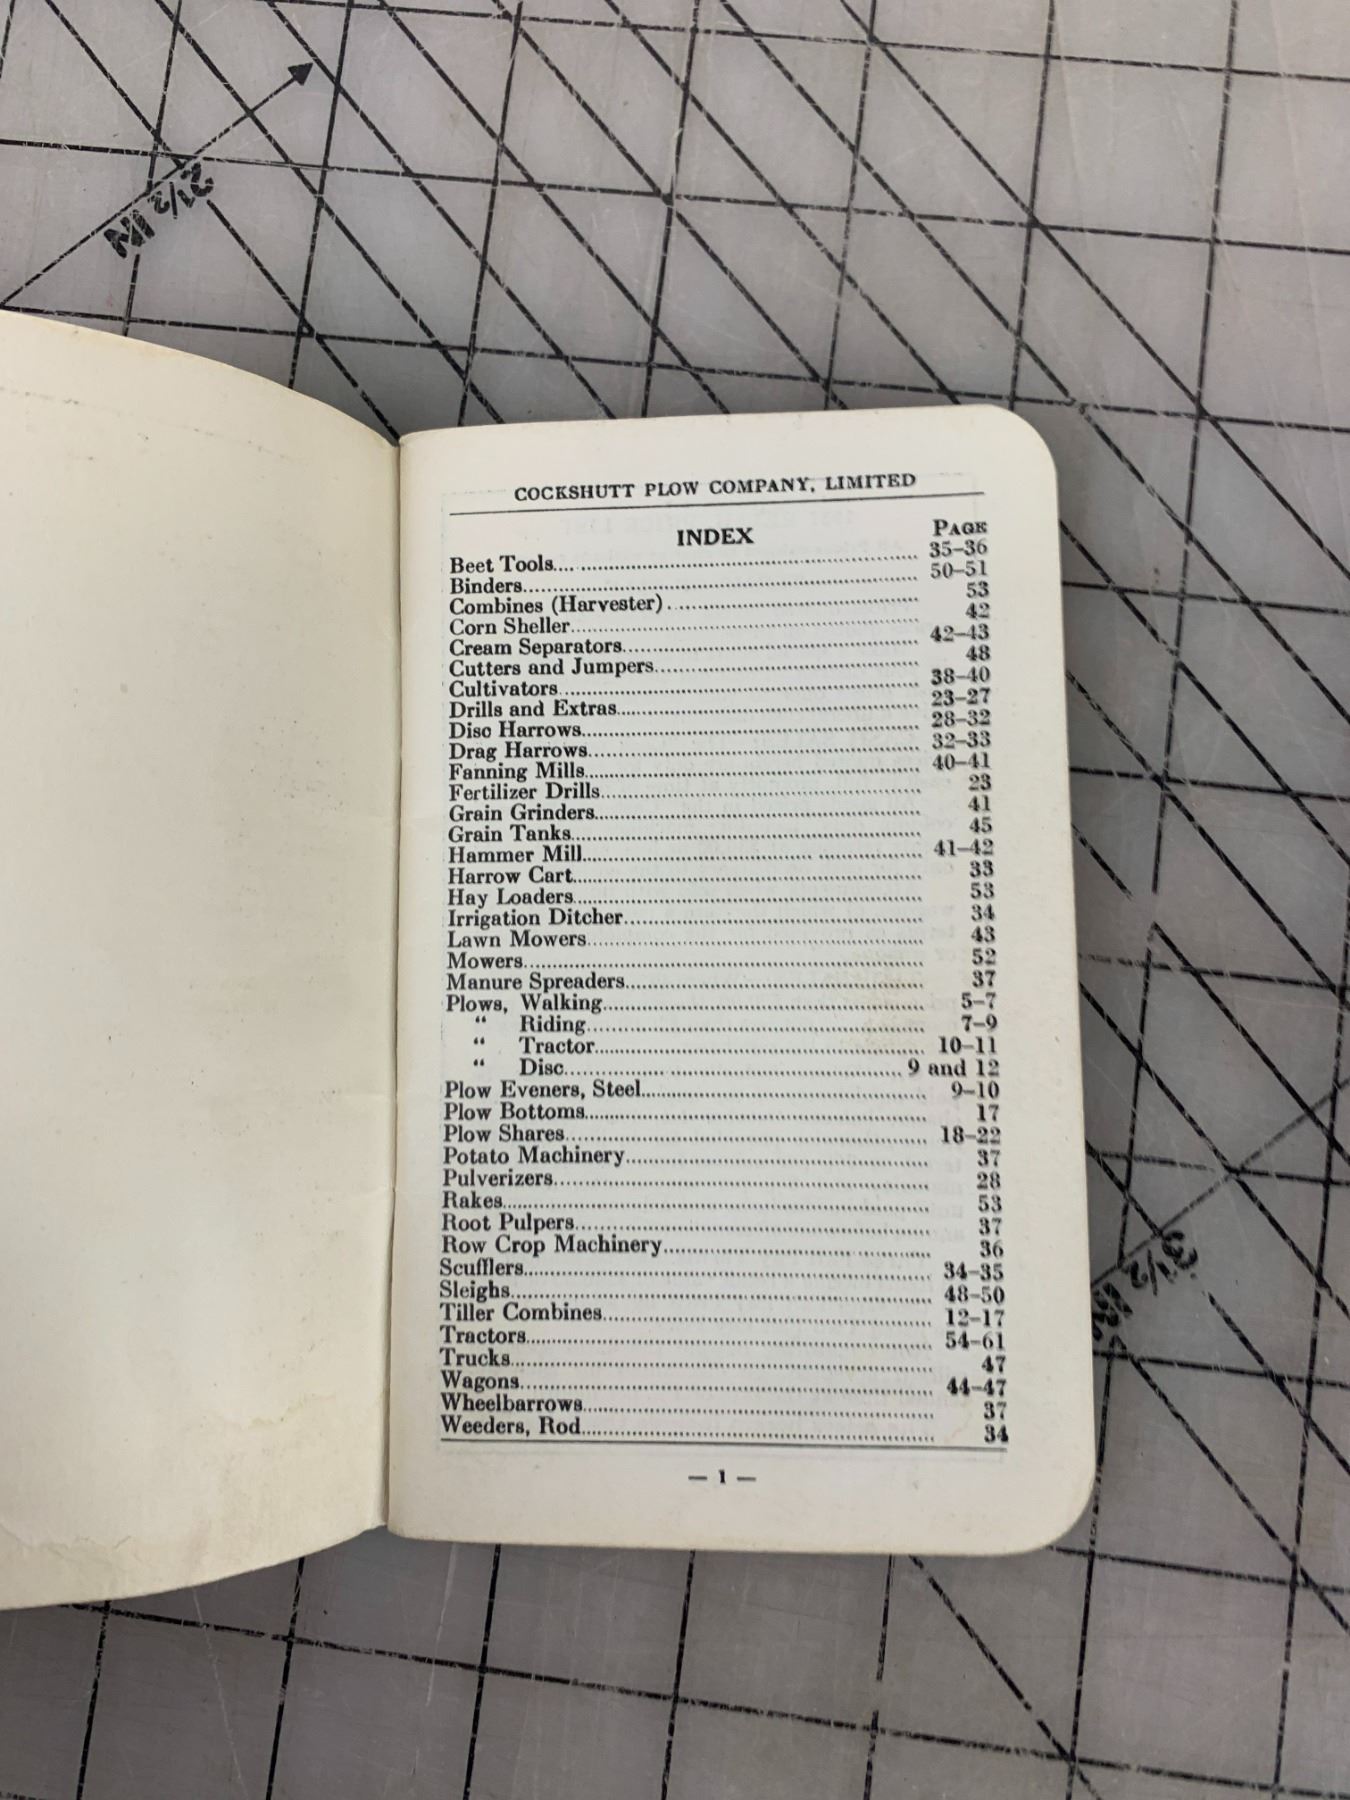 2 1/2 IN
COCKSHUTT PLOW COMPANY, LIMITED
INDEX PAGE
Beet Tools.... 35–36
Binders.... 50–51
Combines (Harvester).... 53
Corn Sheller.... 42
Cream Separators.... 42–43
Cutters and Jumpers.... 48
Cultivators.... 38–40
Drills and Extras.... 23–27
Disc Harrows.... 28–32
Drag Harrows.... 32–33
Fanning Mills.... 40–41
Fertilizer Drills.... 23
Grain Grinders.... 41
Grain Tanks.... 45
Hammer Mill.... 41–42
Harrow Cart.... 33
Hay Loaders.... 53
Irrigation Ditcher.... 34
Lawn Mowers.... 43
Mowers.... 52
Manure Spreaders.... 37
Plows, Walking.... 5–7
“ Riding.... 7–9
“ Tractor.... 10–11
“ Disc.... 9 and 12
Plow Eveners, Steel.... 9–10
Plow Bottoms.... 17
Plow Shares.... 18–22
Potato Machinery.... 37
Pulverizers.... 28
Rakes.... 53
Root Pulpers.... 37
Row Crop Machinery.... 36
Scufflers.... 34–35
Sleighs.... 48–50
Tiller Combines.... 12–17
Tractors.... 54–61
Trucks.... 47
Wagons.... 44–47
Wheelbarrows.... 37
Weeders, Rod.... 34
— 1 —
3 1/2